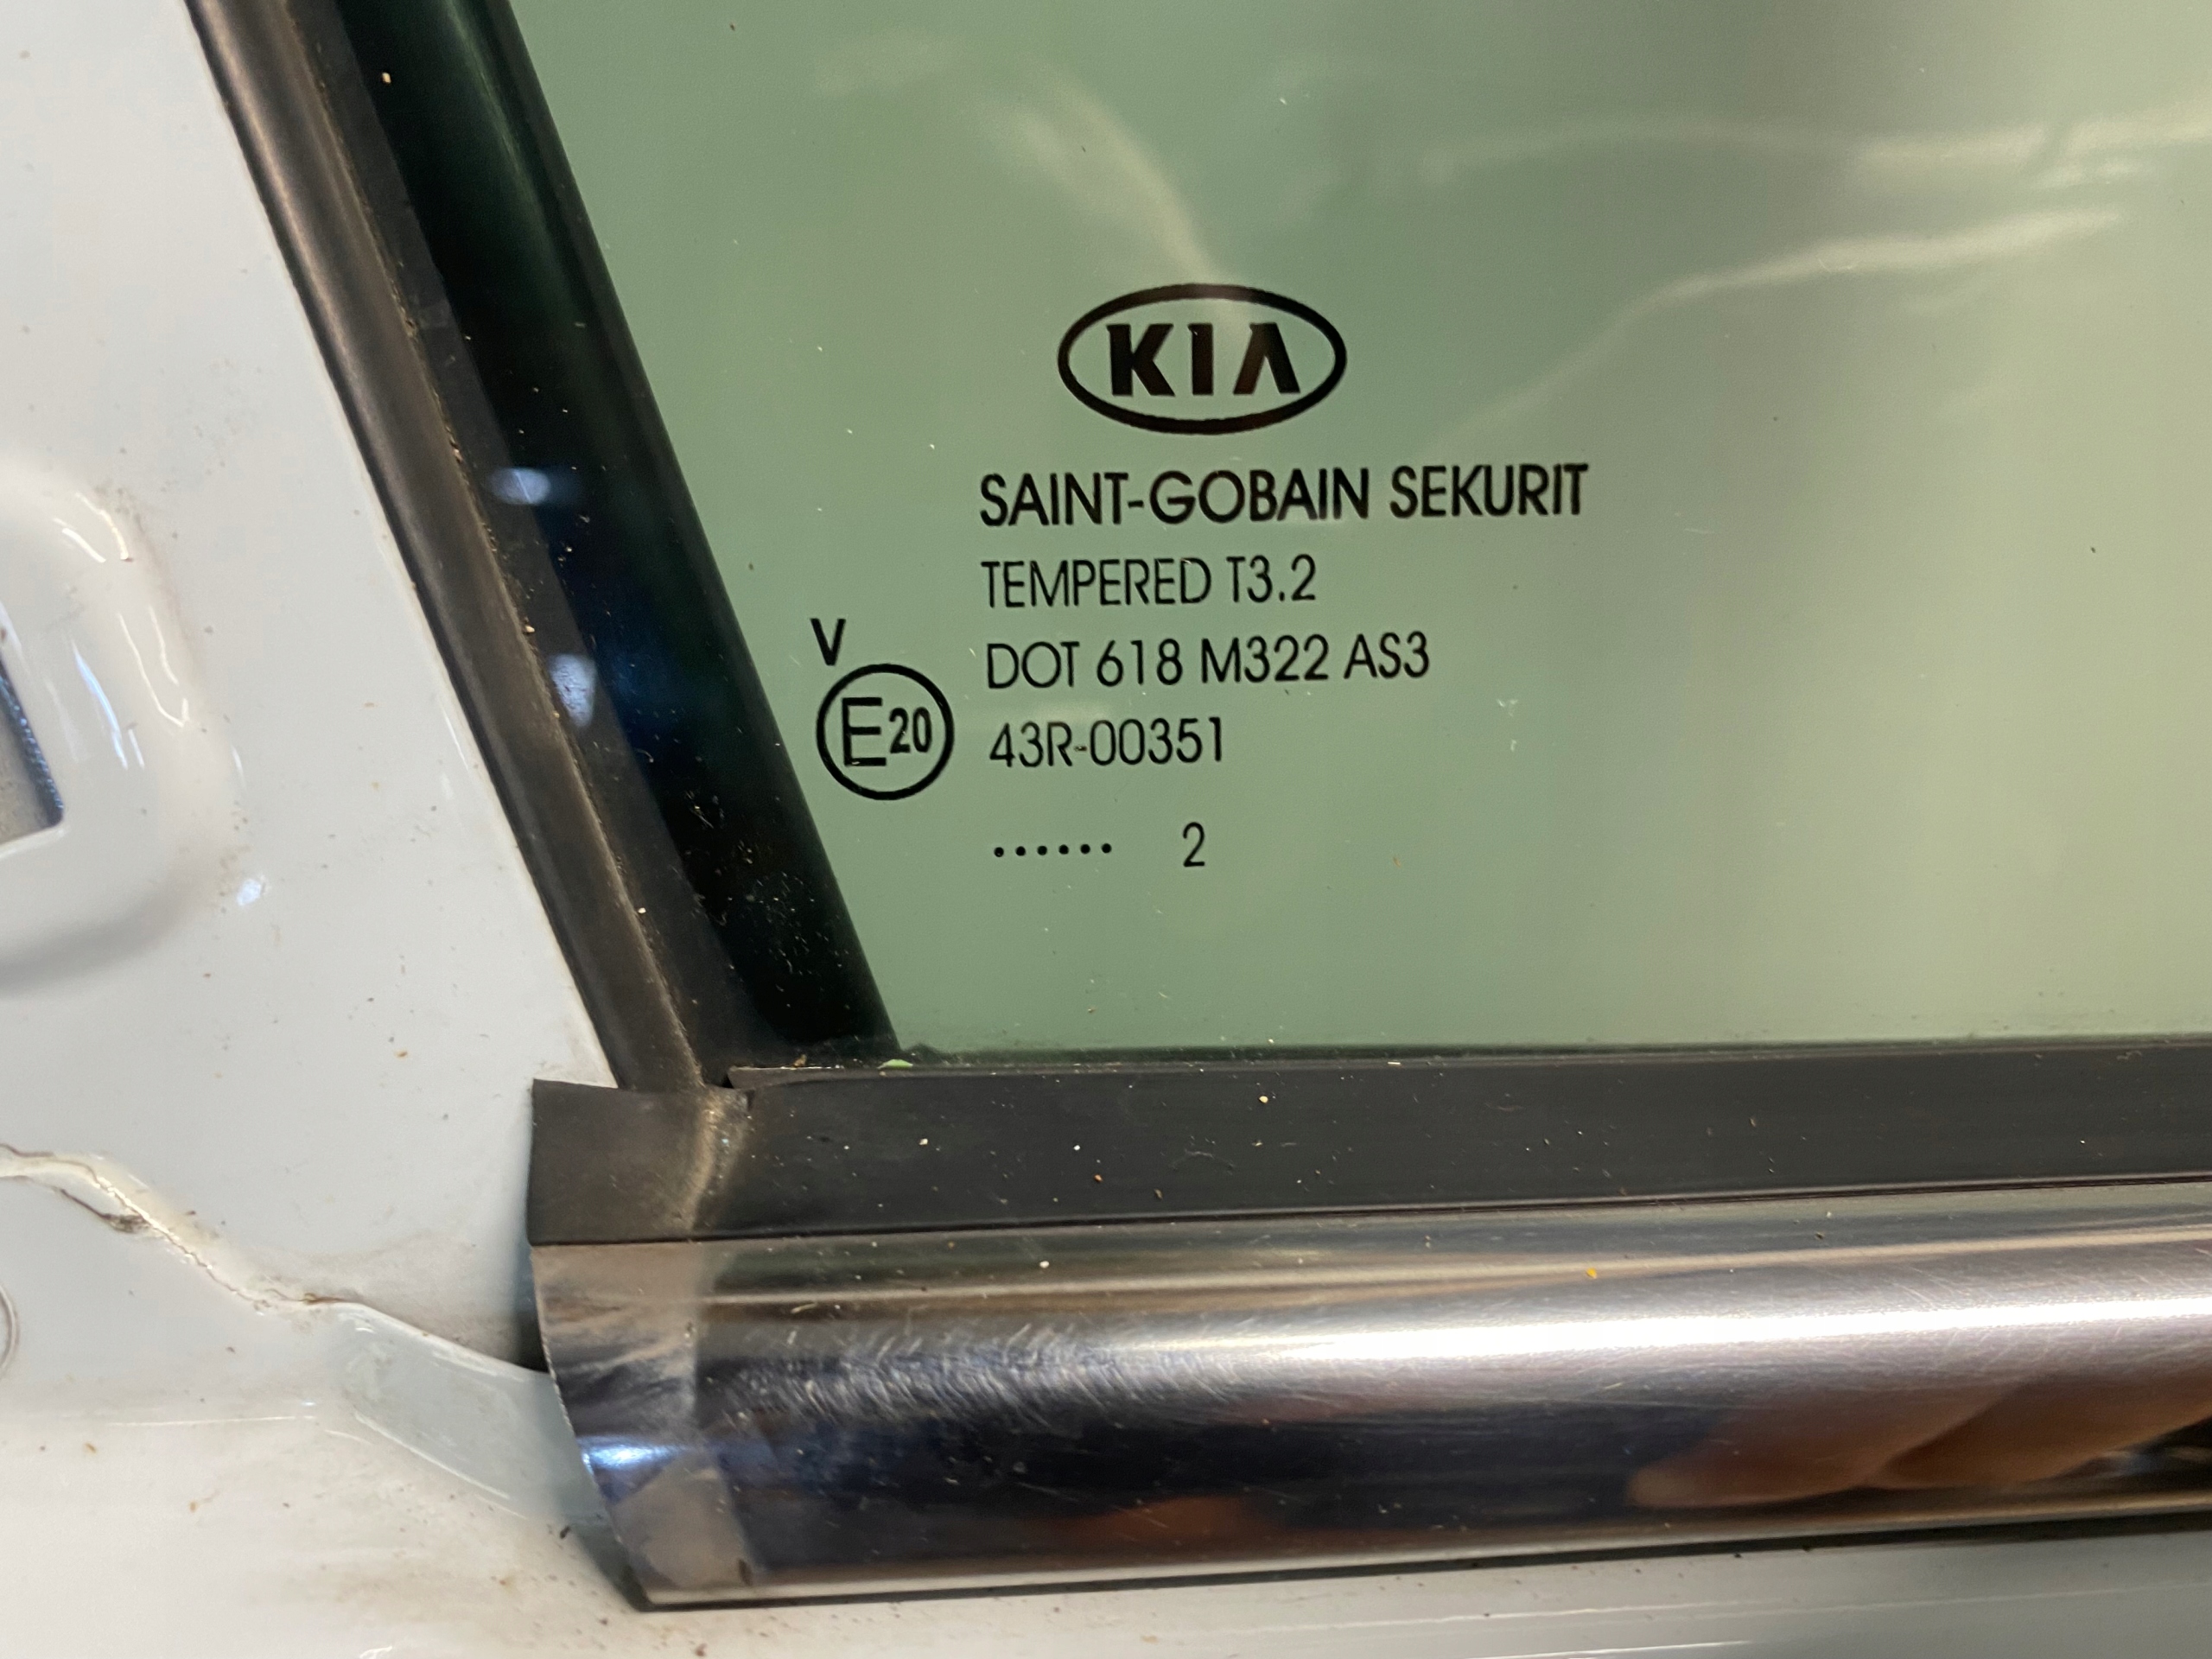 KIA
SAINT-GOBAIN SEKURIT
TEMPERED T3.2
V
DOT 618 M322 AS3
E20
43R-00351
...... 2